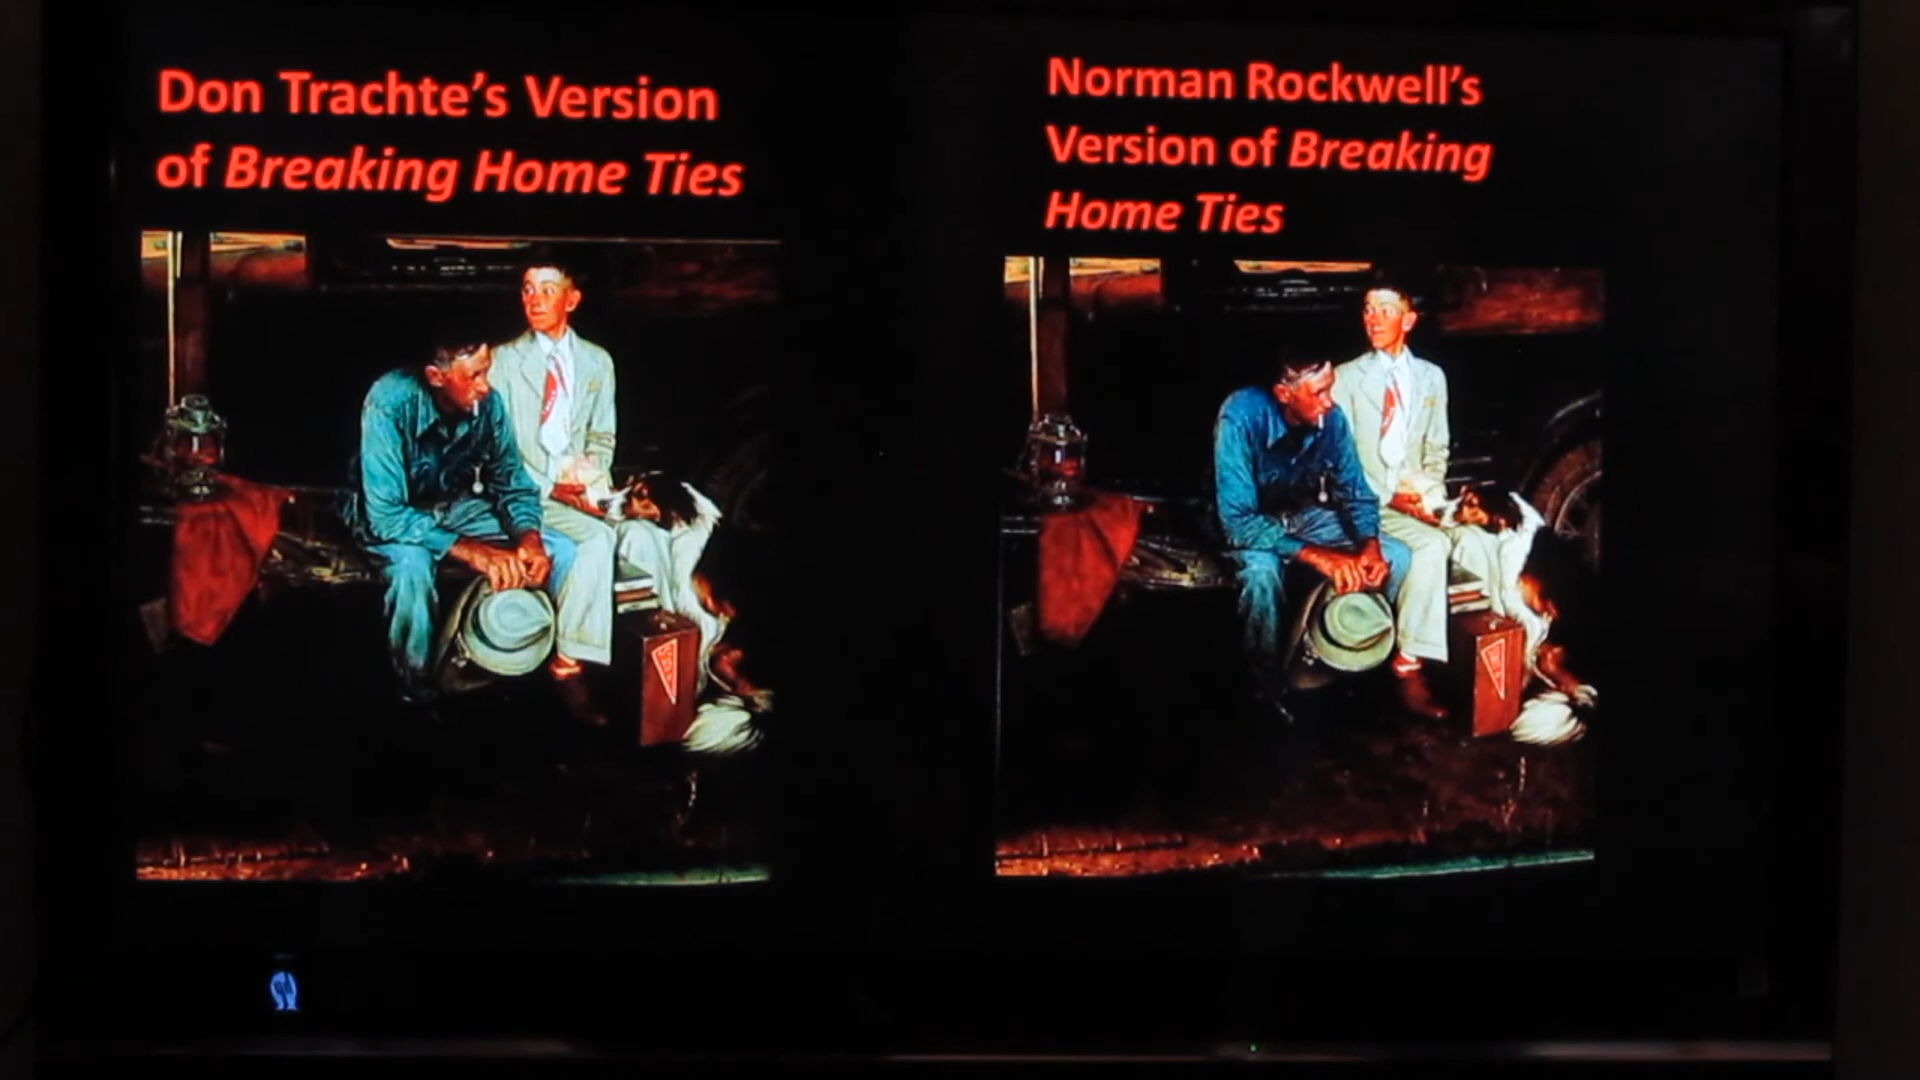 Don Trachte's Version
of Breaking Home Ties
Norman Rockwell's
Version of Breaking
Home Ties